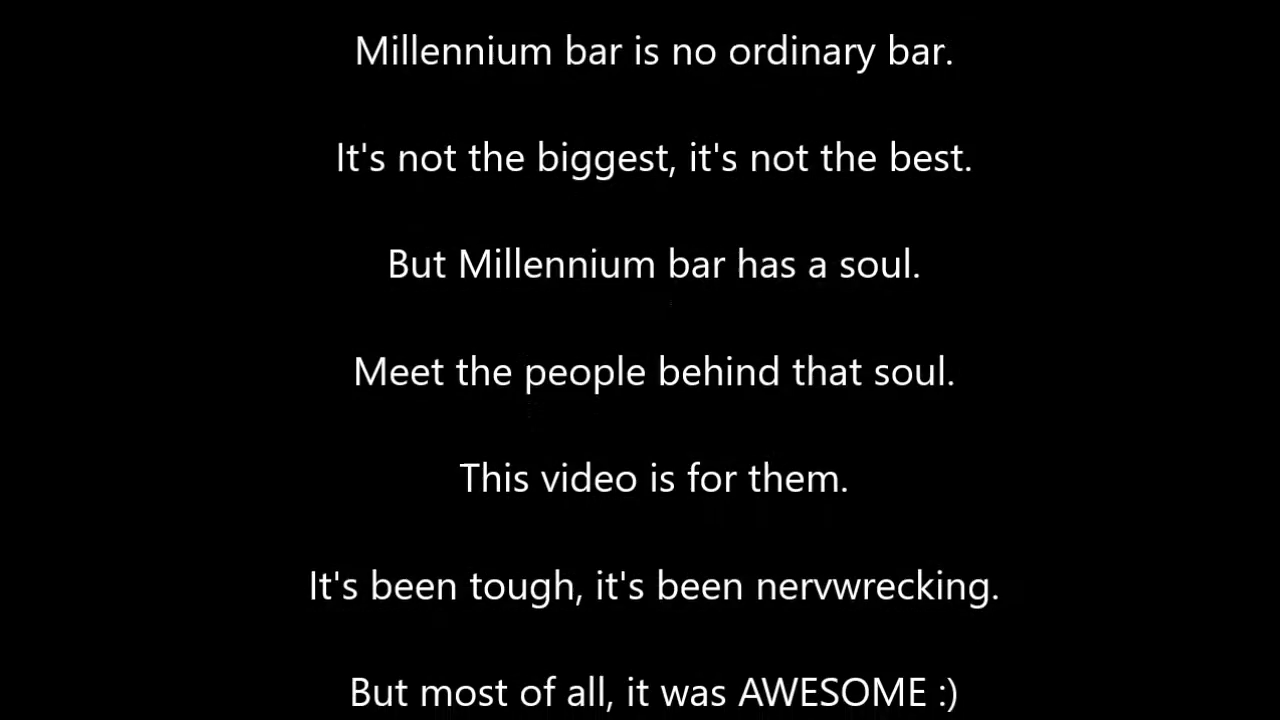 Millennium bar is no ordinary bar.
It's not the biggest, it's not the best.
But Millennium bar has a soul.
Meet the people behind that soul.
This video is for them.
It's been tough, it's been nervwrecking.
But most of all, it was AWESOME :)